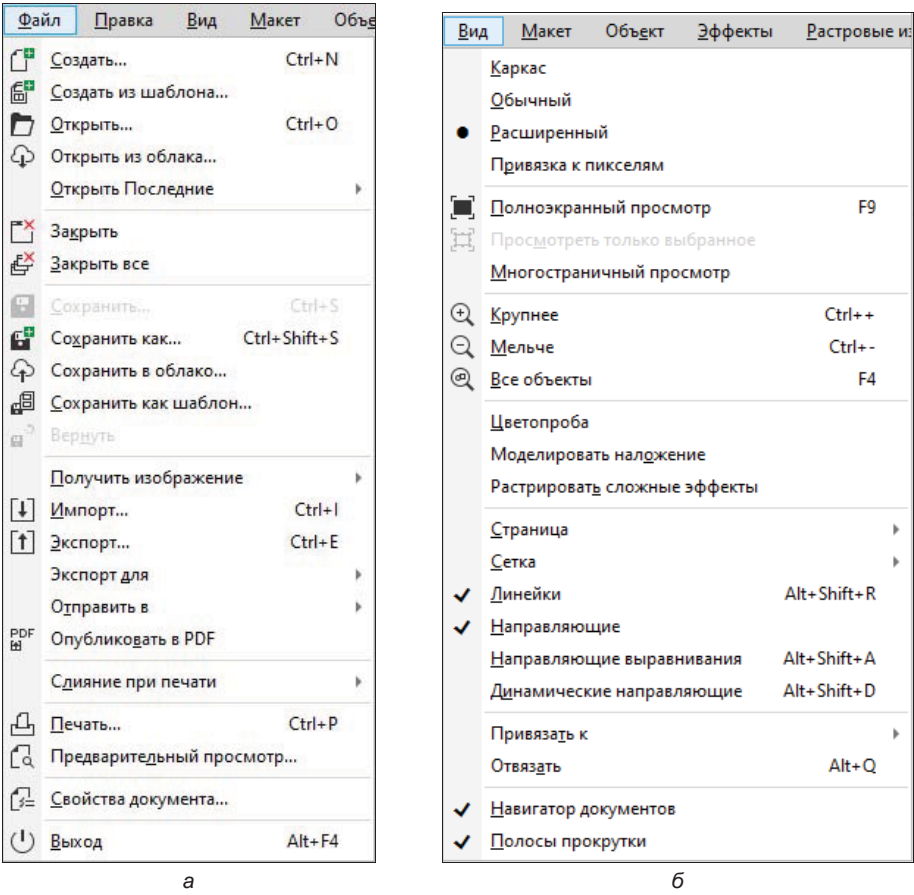 Файл Правка Вид Макет Объе
Создать... Ctrl+N
Создать из шаблона...
Открыть... Ctrl+O
Открыть из облака...
Открыть Последние
Закрыть
Закрыть все
Сохранить... Ctrl+S
Сохранить как... Ctrl+Shift+S
Сохранить в облако...
Сохранить как шаблон...
Вернуть
Получить изображение
Импорт... Ctrl+I
Экспорт... Ctrl+E
Экспорт для
Отправить в
PDF Опубликовать в PDF
Слияние при печати
Печать... Ctrl+P
Предварительный просмотр...
Свойства документа...
Выход Alt+F4
а
Вид Макет Объект Эффекты Растровые из
Каркас
Обычный
Расширенный
Привязка к пикселям
Полноэкранный просмотр F9
Просмотреть только выбранное
Многостраничный просмотр
Крупнее Ctrl++
Мельче Ctrl+-
Все объекты F4
Цветопроба
Моделировать наложение
Растрировать сложные эффекты
Страница
Сетка
Линейки Alt+Shift+R
Направляющие
Направляющие выравнивания Alt+Shift+A
Динамические направляющие Alt+Shift+D
Привязать к
Отвязать Alt+Q
Навигатор документов
Полосы прокрутки
б